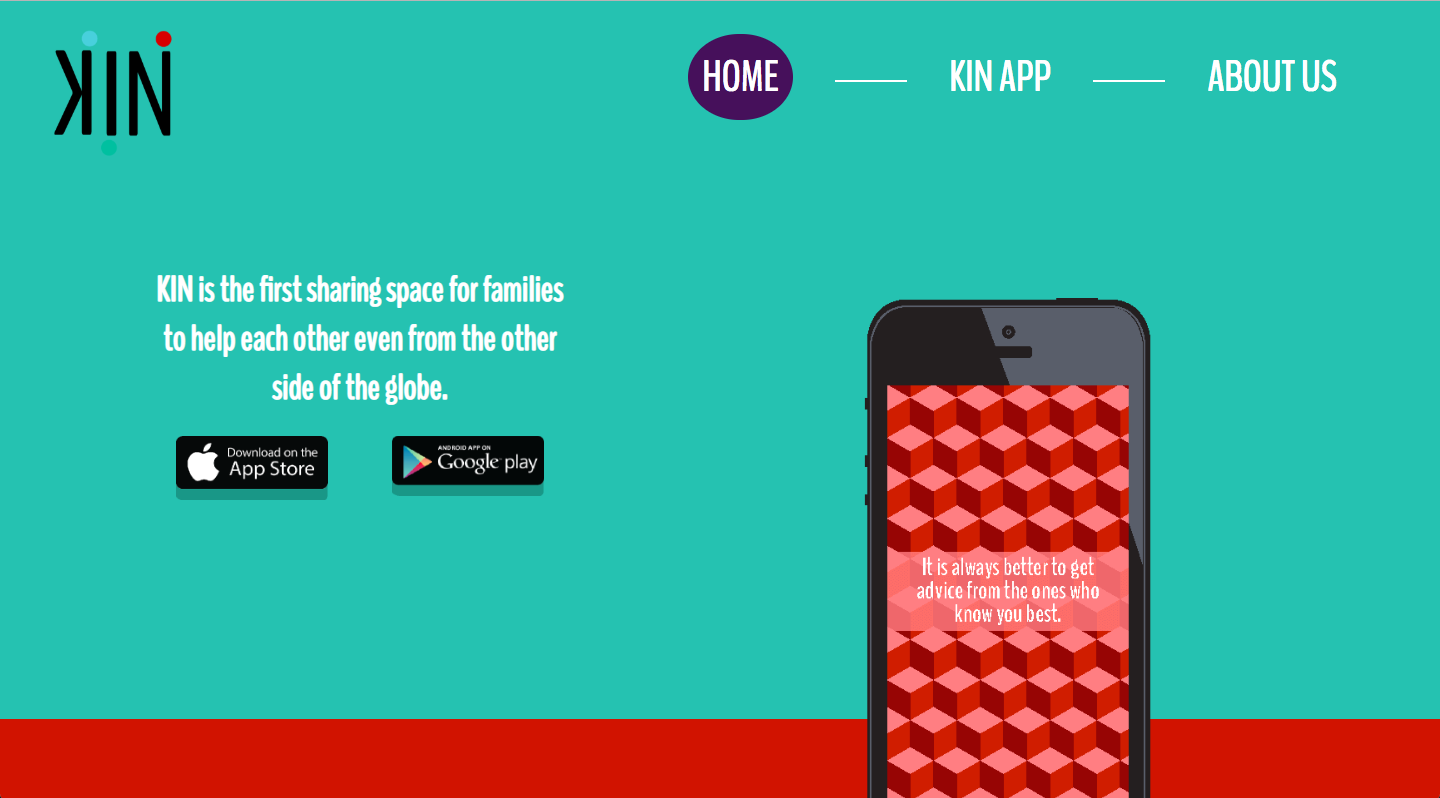 KIN
HOME
KIN APP
ABOUT US
KIN is the first sharing space for families
to help each other even from the other
side of the globe.
Download on the
App Store
ANDROID APP ON
Google play
It is always better to get
advice from the ones who
know you best.